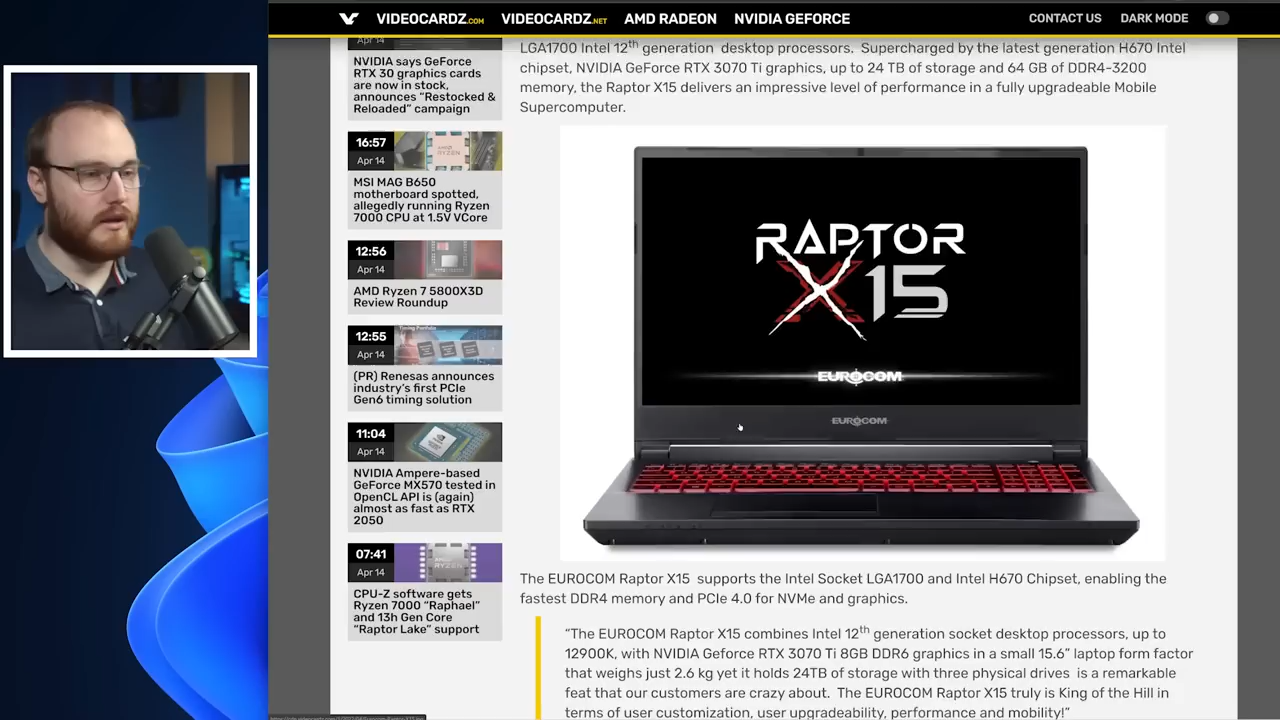 VIDEOCARDZ.COM
VIDEOCARDZ.NET
AMD RADEON
NVIDIA GEFORCE
CONTACT US
DARK MODE
Apr 14
NVIDIA says GeForce
RTX 30 graphics cards
are now in stock,
announces “Restocked &
Reloaded” campaign
16:57
Apr 14
MSI MAG B650
motherboard spotted,
allegedly running Ryzen
7000 CPU at 1.5V VCore
12:56
Apr 14
AMD Ryzen 7 5800X3D
Review Roundup
12:55
Apr 14
(PR) Renesas announces
industry’s first PCIe
Gen6 timing solution
11:04
Apr 14
NVIDIA Ampere-based
GeForce MX570 tested in
OpenCL API is (again)
almost as fast as RTX
2050
07:41
Apr 14
CPU-Z software gets
Ryzen 7000 “Raphael”
and 13h Gen Core
“Raptor Lake” support
LGA1700 Intel 12th generation desktop processors. Supercharged by the latest generation H670 Intel
chipset, NVIDIA GeForce RTX 3070 Ti graphics, up to 24 TB of storage and 64 GB of DDR4-3200
memory, the Raptor X15 delivers an impressive level of performance in a fully upgradeable Mobile
Supercomputer.
RAPTOR
X15
EUROCOM
EUROCOM
The EUROCOM Raptor X15 supports the Intel Socket LGA1700 and Intel H670 Chipset, enabling the
fastest DDR4 memory and PCIe 4.0 for NVMe and graphics.
“The EUROCOM Raptor X15 combines Intel 12th generation socket desktop processors, up to
12900K, with NVIDIA Geforce RTX 3070 Ti 8GB DDR6 graphics in a small 15.6” laptop form factor
that weighs just 2.6 kg yet it holds 24TB of storage with three physical drives is a remarkable
feat that our customers are crazy about. The EUROCOM Raptor X15 truly is King of the Hill in
terms of user customization, user upgradeability, performance and mobility!”